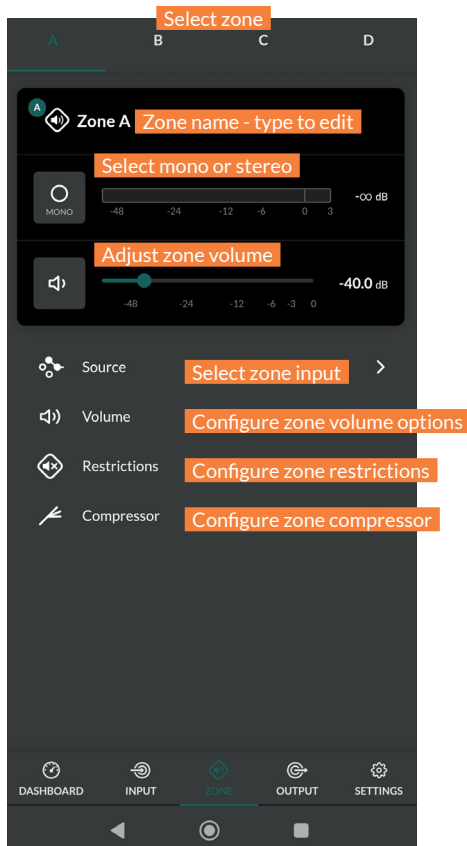 Select zone
A B C D
A
Zone A Zone name - type to edit
Select mono or stereo
MONO -48 -24 -12 -6 0 3 -∞ dB
Adjust zone volume
-40.0 dB
-48 -24 -12 -6 -3 0
Source Select zone input
Volume Configure zone volume options
Restrictions Configure zone restrictions
Compressor Configure zone compressor
DASHBOARD INPUT ZONE OUTPUT SETTINGS